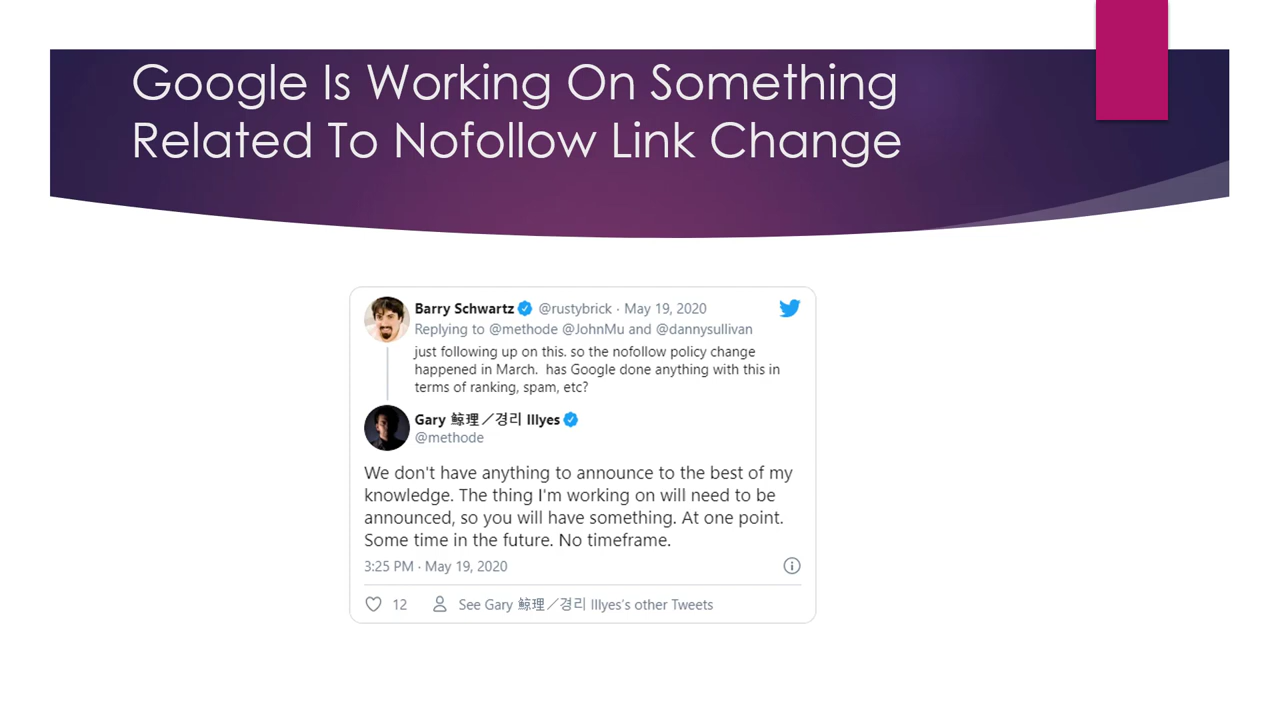 Google Is Working On Something
Related To Nofollow Link Change
Barry Schwartz @rustybrick · May 19, 2020
Replying to @methode @JohnMu and @dannysullivan
just following up on this. so the nofollow policy change
happened in March.  has Google done anything with this in
terms of ranking, spam, etc?
Gary 鯨理／경리 Illyes
@methode
We don't have anything to announce to the best of my
knowledge. The thing I'm working on will need to be
announced, so you will have something. At one point.
Some time in the future. No timeframe.
3:25 PM · May 19, 2020
12 See Gary 鯨理／경리 Illyes's other Tweets